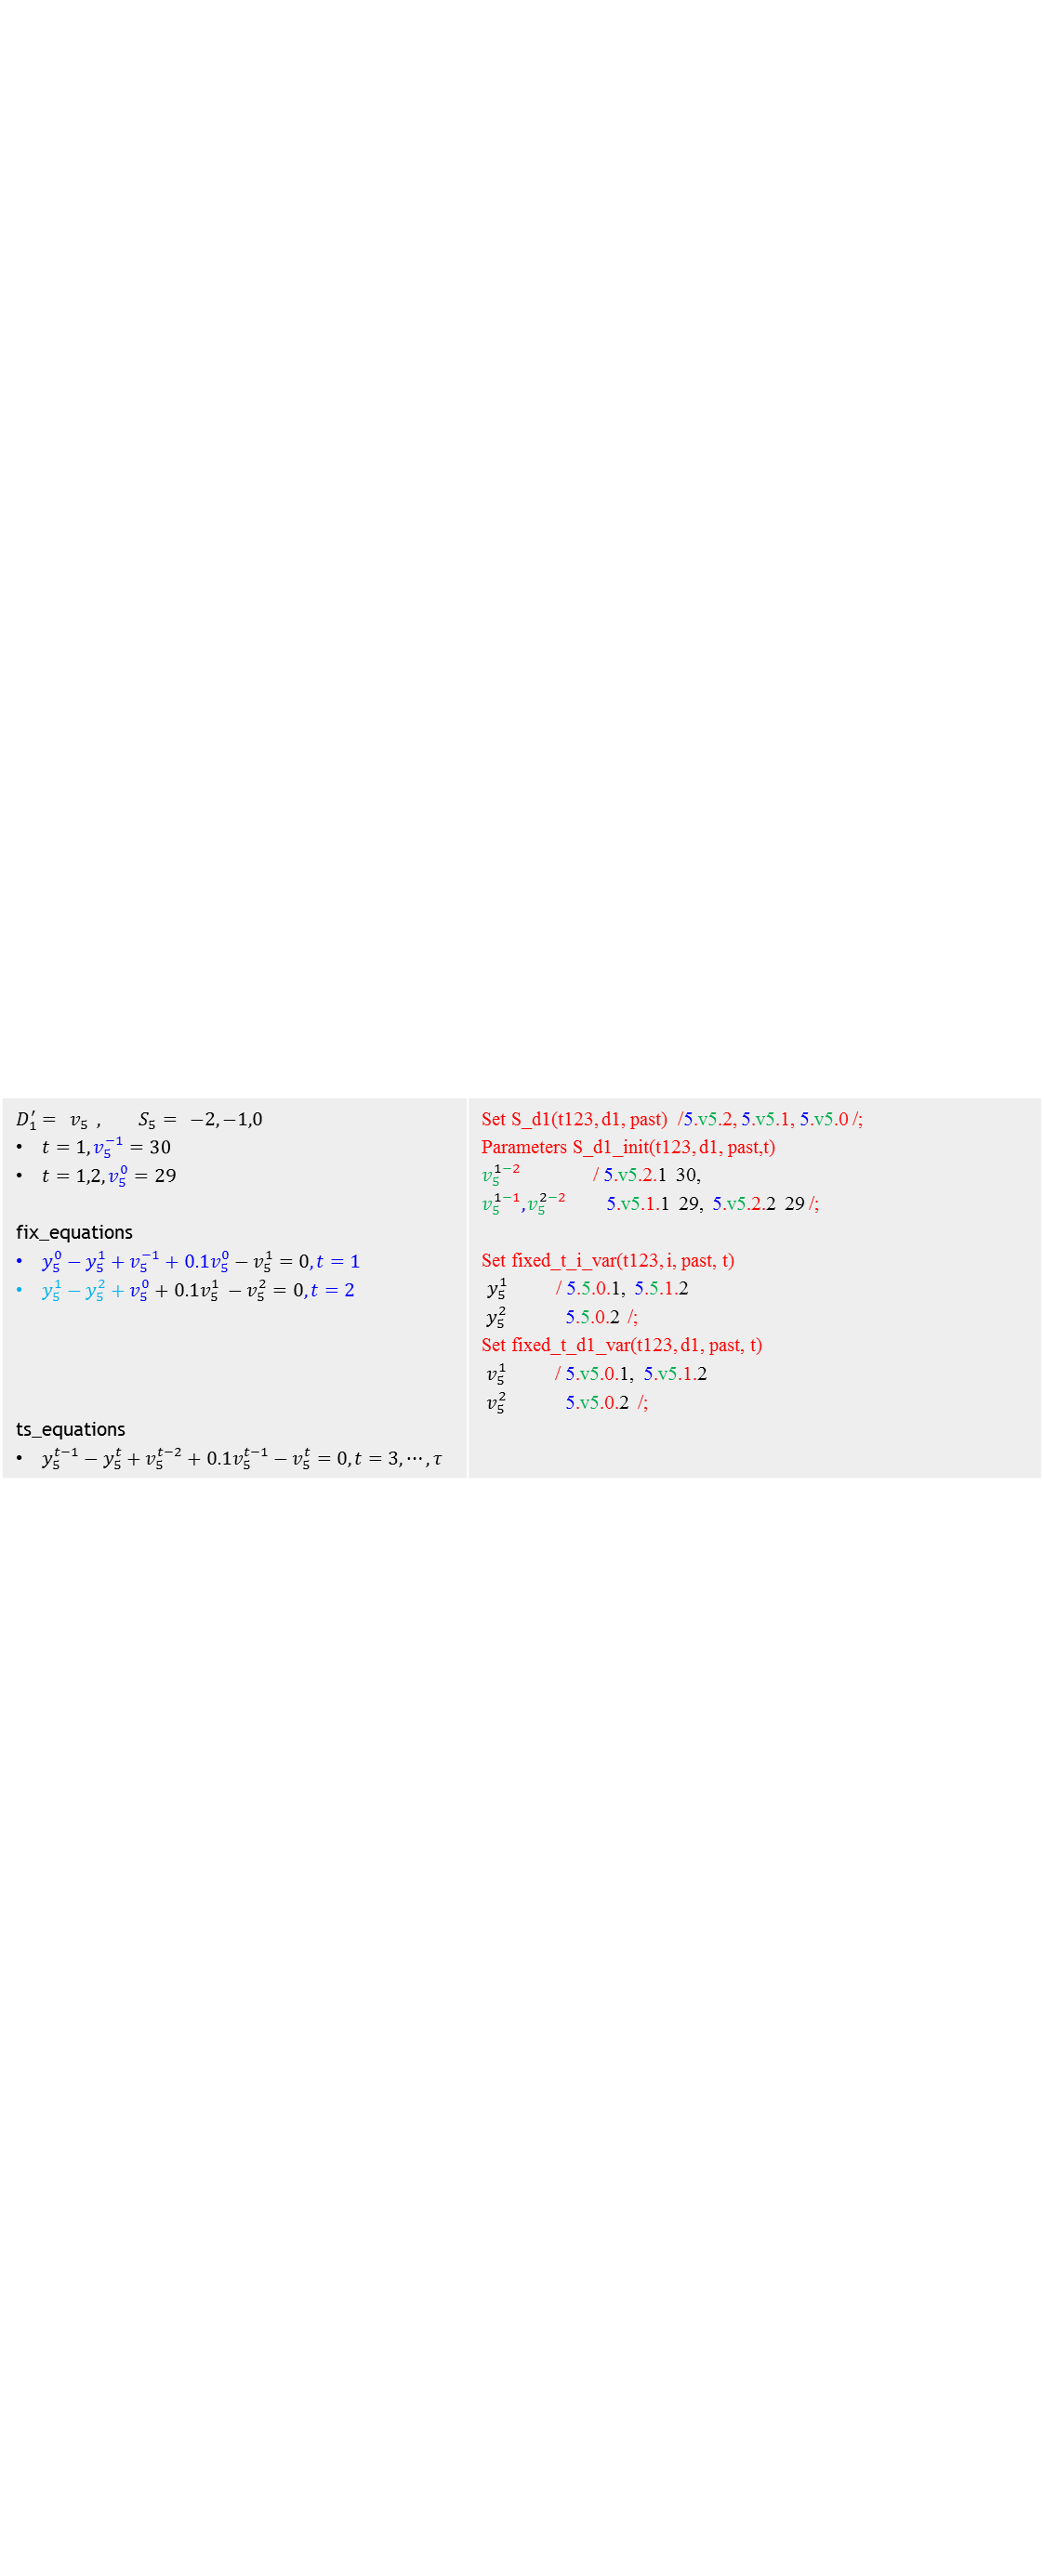 D₁′ = v₅ , S₅ = −2,−1,0
• t = 1, v₅⁻¹ = 30
• t = 1,2, v₅⁰ = 29
fix_equations
• y₅⁰ − y₅¹ + v₅⁻¹ + 0.1v₅⁰ − v₅¹ = 0, t = 1
• y₅¹ − y₅² + v₅⁰ + 0.1v₅¹ − v₅² = 0, t = 2
ts_equations
• y₅ᵗ⁻¹ − y₅ᵗ + v₅ᵗ⁻² + 0.1v₅ᵗ⁻¹ − v₅ᵗ = 0, t = 3, ⋯, τ
Set S_d1(t123, d1, past) /5.v5.2, 5.v5.1, 5.v5.0 /;
Parameters S_d1_init(t123, d1, past,t)
v₅¹⁻² / 5.v5.2.1 30,
v₅¹⁻¹, v₅²⁻² 5.v5.1.1 29, 5.v5.2.2 29 /;
Set fixed_t_i_var(t123, i, past, t)
y₅¹ / 5.5.0.1, 5.5.1.2
y₅² 5.5.0.2 /;
Set fixed_t_d1_var(t123, d1, past, t)
v₅¹ / 5.v5.0.1, 5.v5.1.2
v₅² 5.v5.0.2 /;